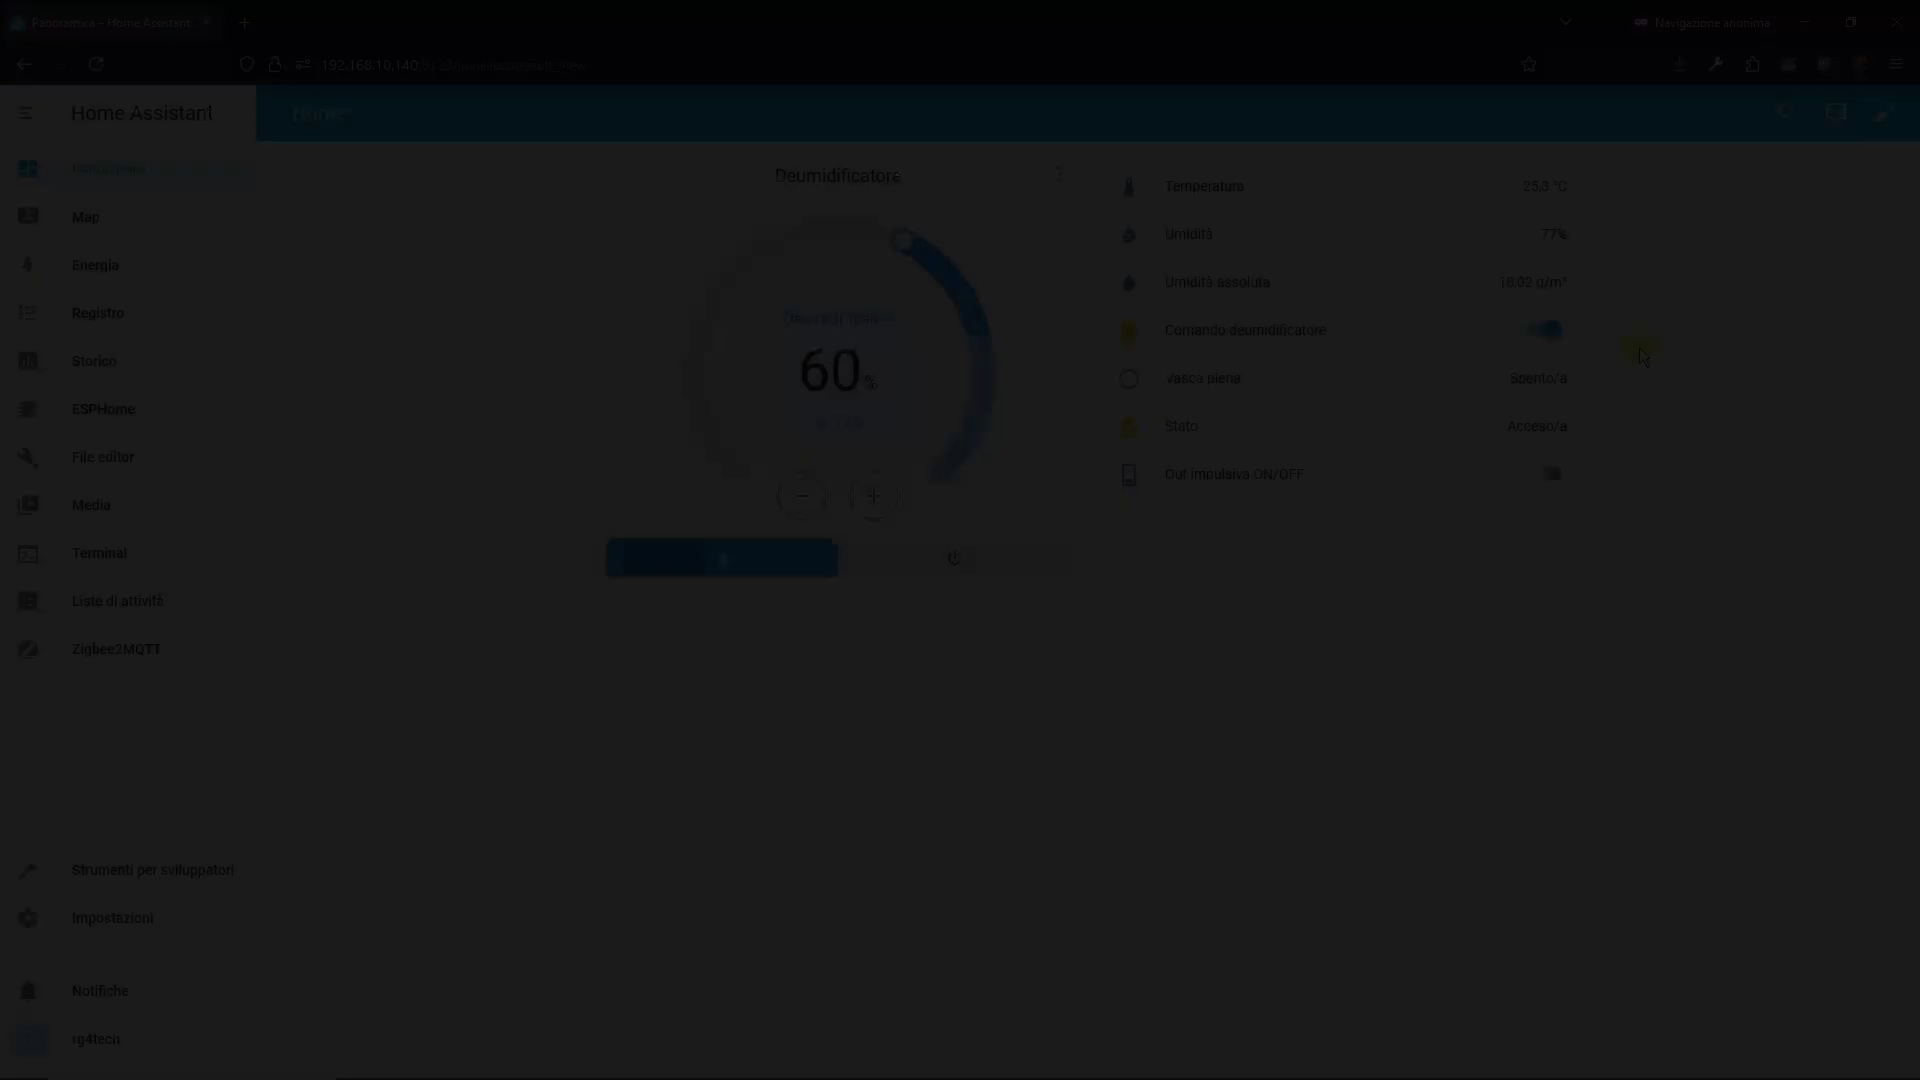 Panoramica – Home Assistant
Navigazione anonima
192.168.10.140
Home Assistant
Home
Deumidificatore
Map
Energia
Registro
Storico
ESPHome
File editor
Media
Terminal
Liste di attività
Zigbee2MQTT
Strumenti per sviluppatori
Impostazioni
Notifiche
rg4tech
60 %
Temperatura 25,3 °C
Umidità 77%
Umidità assoluta 18,02 g/m³
Comando deumidificatore
Vasca piena Spento/a
Stato Acceso/a
Out impulsiva ON/OFF